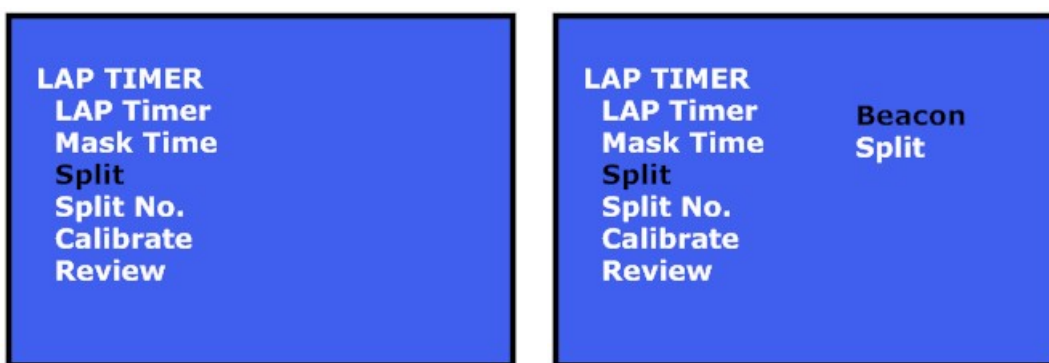 LAP TIMER
LAP Timer
Mask Time
Split
Split No.
Calibrate
Review
LAP TIMER
LAP Timer
Mask Time
Split
Split No.
Calibrate
Review
Beacon
Split